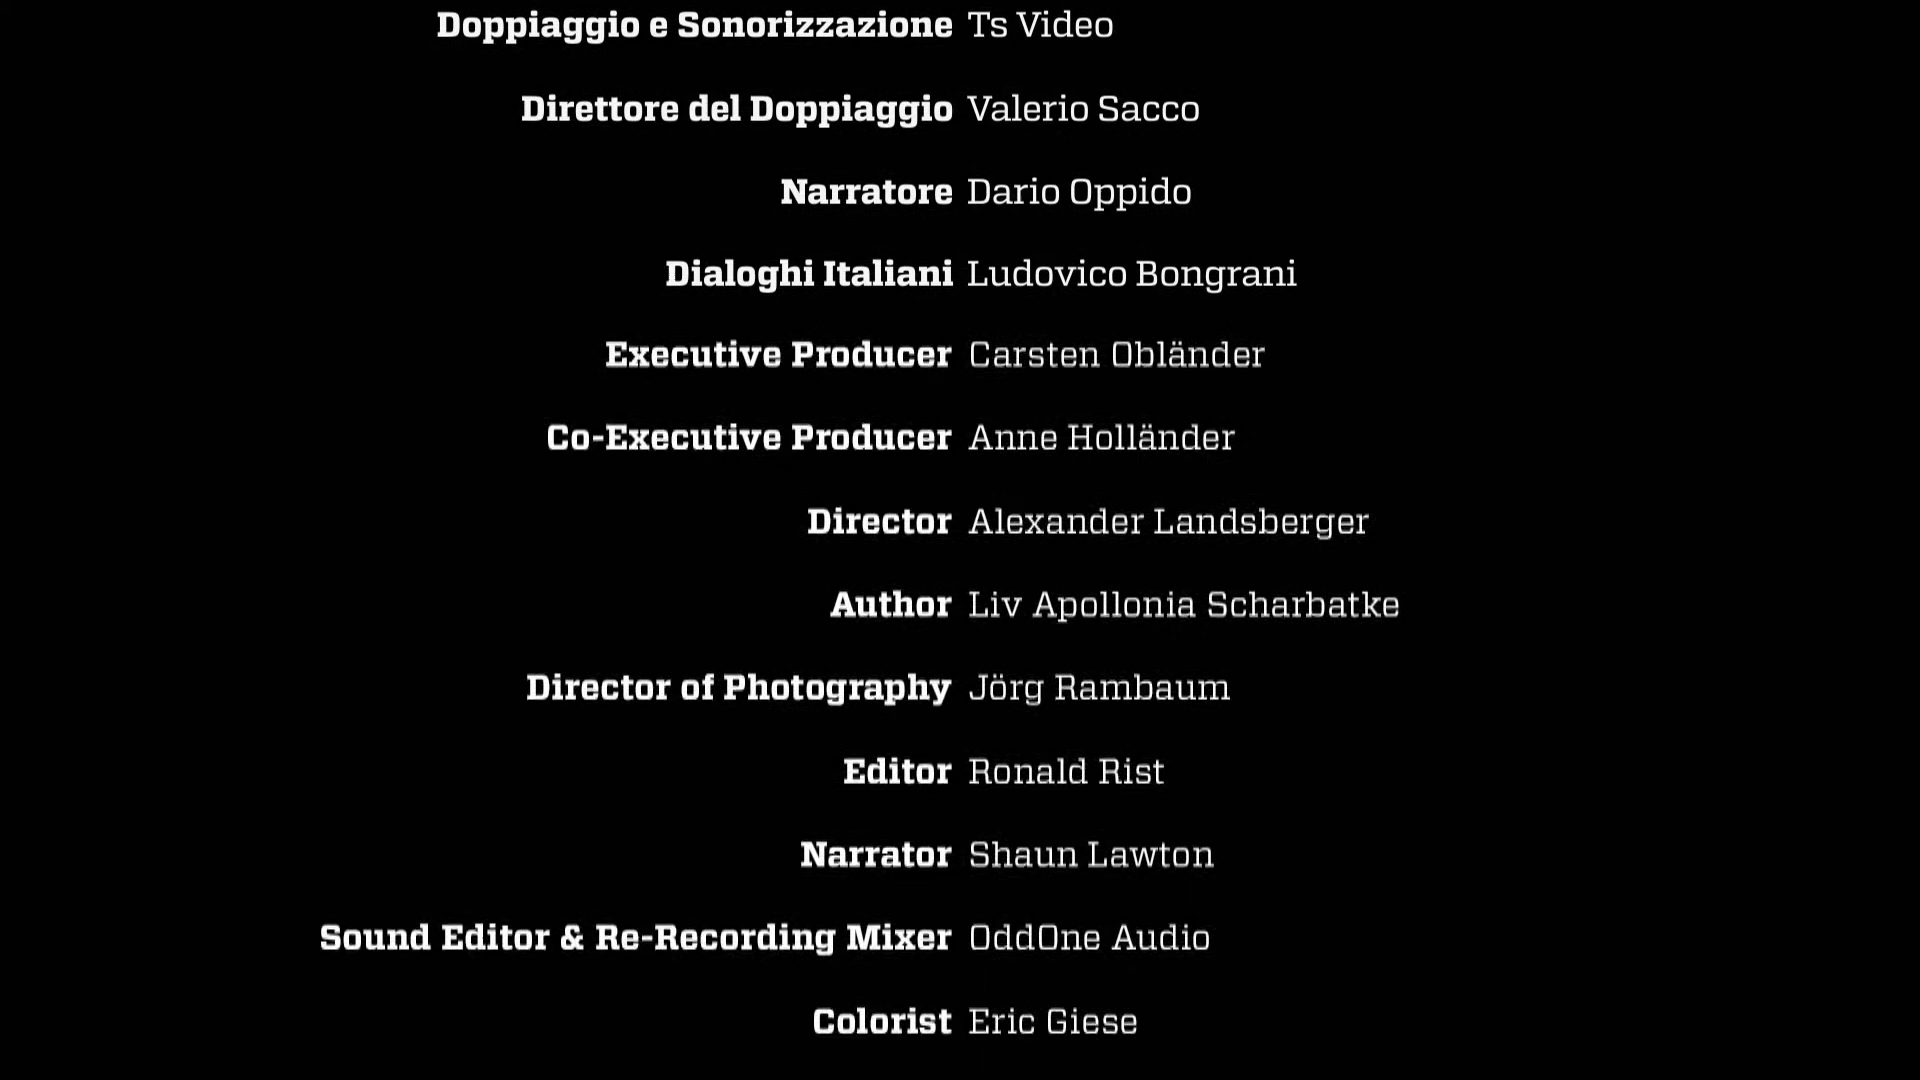 Doppiaggio e Sonorizzazione Ts Video
Direttore del Doppiaggio Valerio Sacco
Narratore Dario Oppido
Dialoghi Italiani Ludovico Bongrani
Executive Producer Carsten Obländer
Co-Executive Producer Anne Holländer
Director Alexander Landsberger
Author Liv Apollonia Scharbatke
Director of Photography Jörg Rambaum
Editor Ronald Rist
Narrator Shaun Lawton
Sound Editor & Re-Recording Mixer OddOne Audio
Colorist Eric Giese